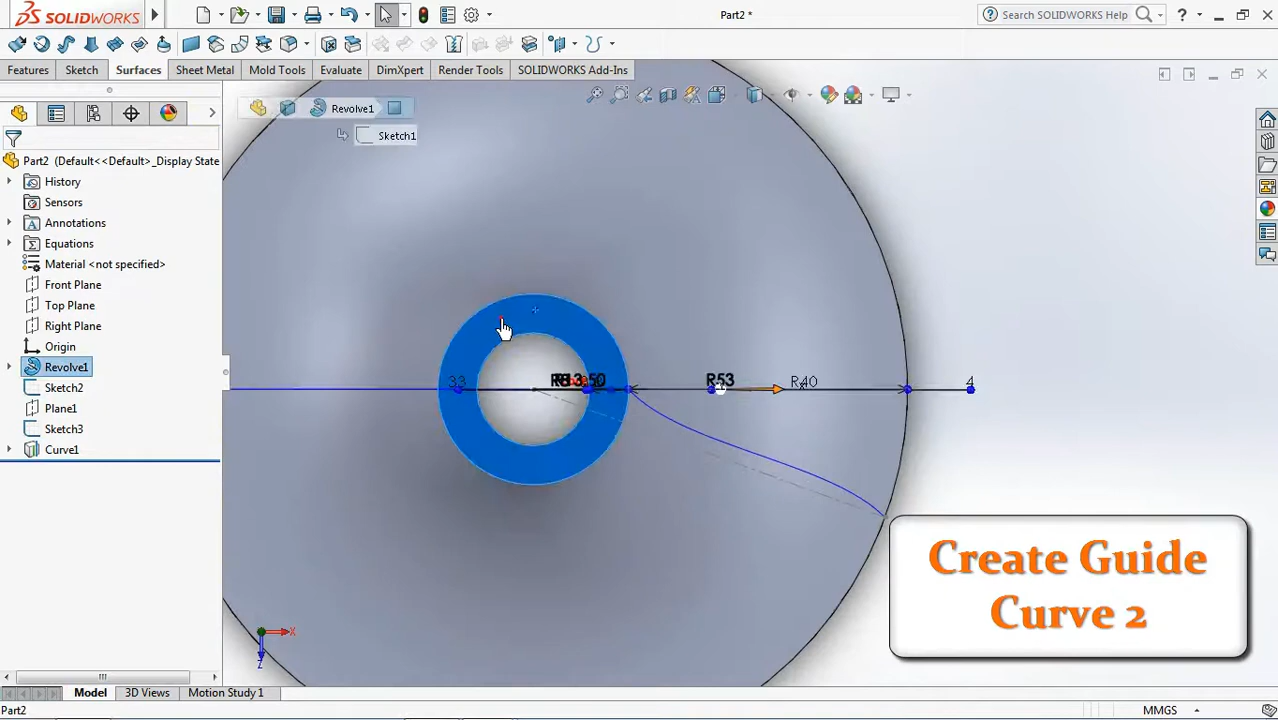 SOLIDWORKS
Part2 *
Search SOLIDWORKS Help
Features
Sketch
Surfaces
Sheet Metal
Mold Tools
Evaluate
DimXpert
Render Tools
SOLIDWORKS Add-Ins
Revolve1
Sketch1
Part2 (Default<<Default>_Display State
History
Sensors
Annotations
Equations
Material <not specified>
Front Plane
Top Plane
Right Plane
Origin
Revolve1
Sketch2
Plane1
Sketch3
Curve1
33
R53
R40
4
Create Guide
Curve 2
X
Z
Model
3D Views
Motion Study 1
Part2
MMGS